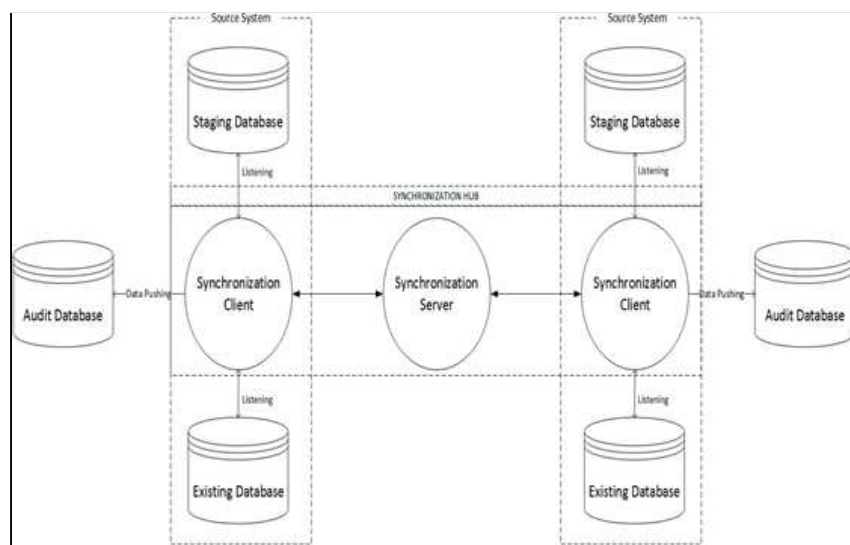 Source System
Source System
Staging Database
Staging Database
Listening
Listening
SYNCHRONIZATION HUB
Synchronization
Client
Synchronization
Server
Synchronization
Client
Data Pushing
Data Pushing
Audit Database
Audit Database
Listening
Listening
Existing Database
Existing Database